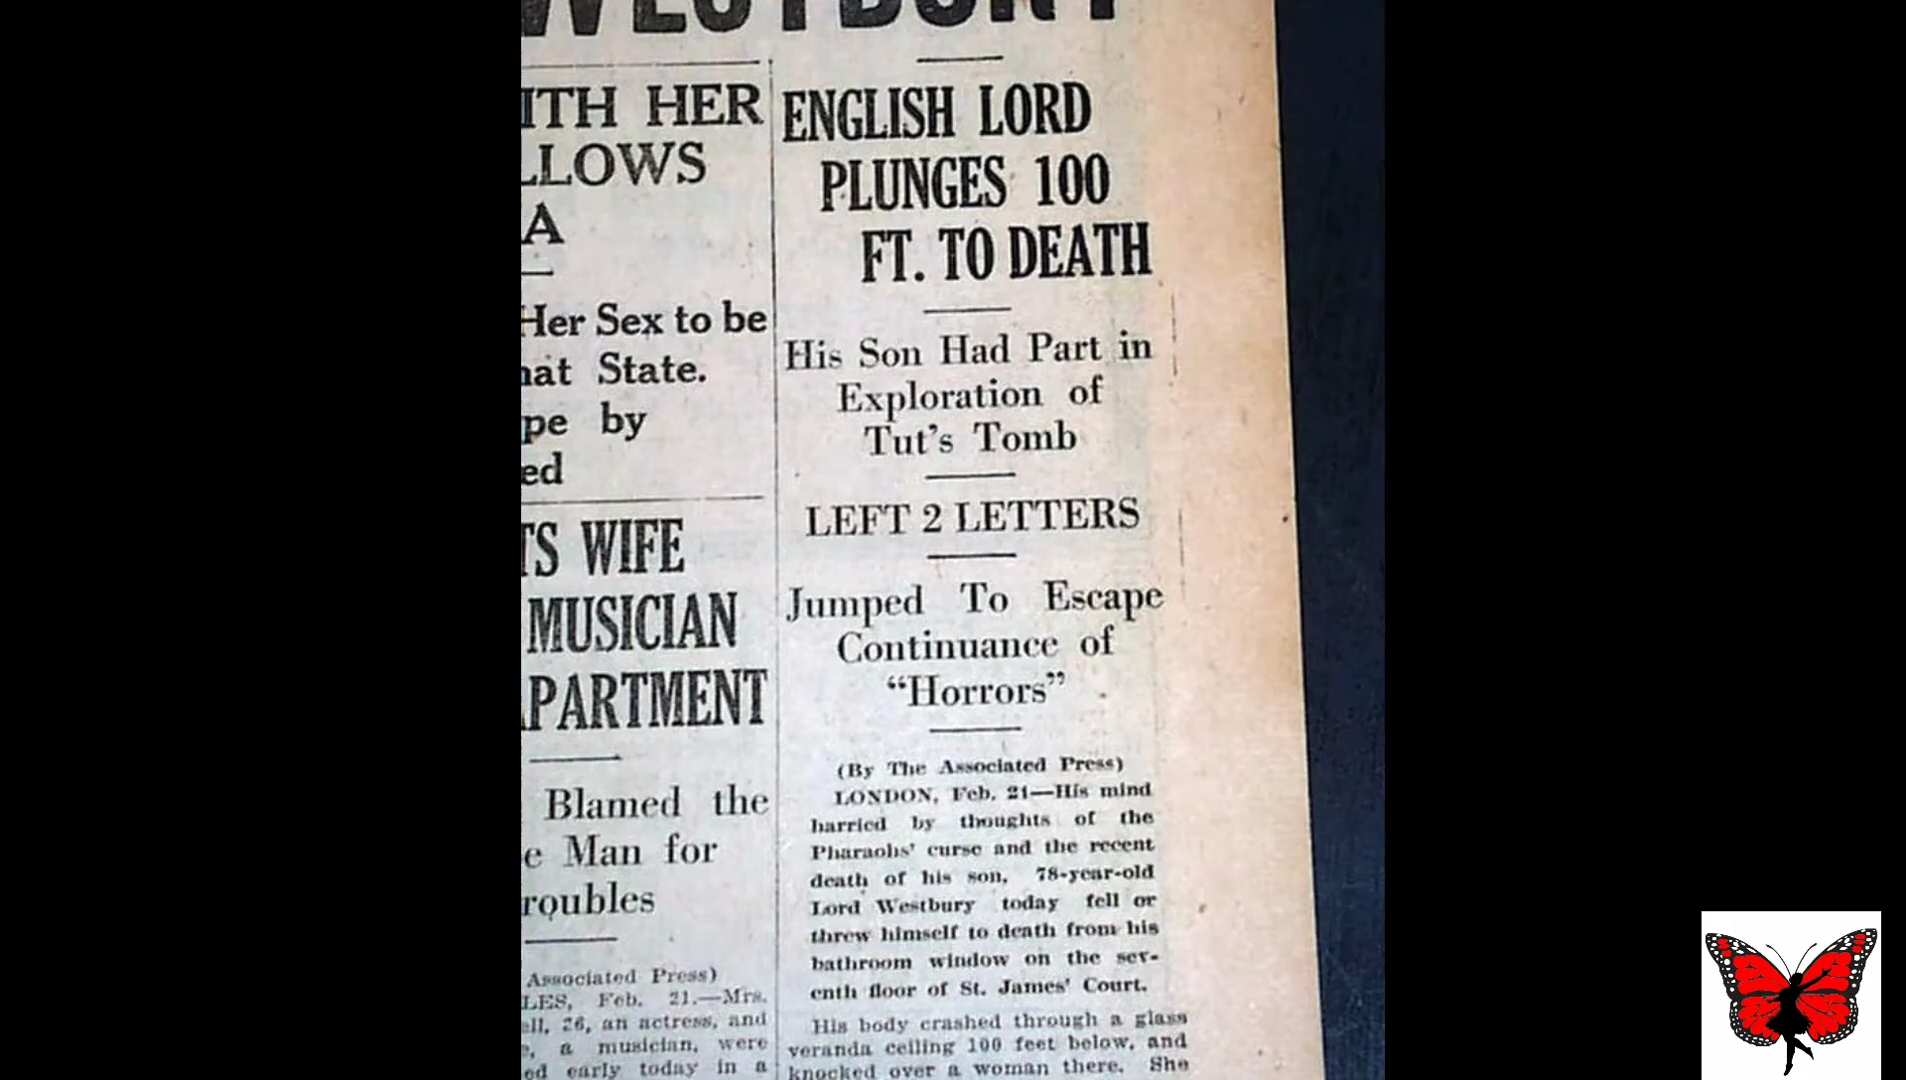 WESTBURY
ITH HER
LLOWS
A
Her Sex to be
hat State.
pe by
ed
TS WIFE
MUSICIAN
APARTMENT
Blamed the
e Man for
roubles
Associated Press)
LES, Feb. 21.—Mrs.
ell, 26, an actress, and
e, a musician, were
ed early today in a
ENGLISH LORD
PLUNGES 100
FT. TO DEATH
His Son Had Part in
Exploration of
Tut's Tomb
LEFT 2 LETTERS
Jumped To Escape
Continuance of
“Horrors”
(By The Associated Press)
LONDON, Feb. 21—His mind
harried by thoughts of the
Pharaohs' curse and the recent
death of his son, 78-year-old
Lord Westbury today fell or
threw himself to death from his
bathroom window on the sev-
enth floor of St. James' Court.
His body crashed through a glass
veranda ceiling 100 feet below, and
knocked over a woman there. She